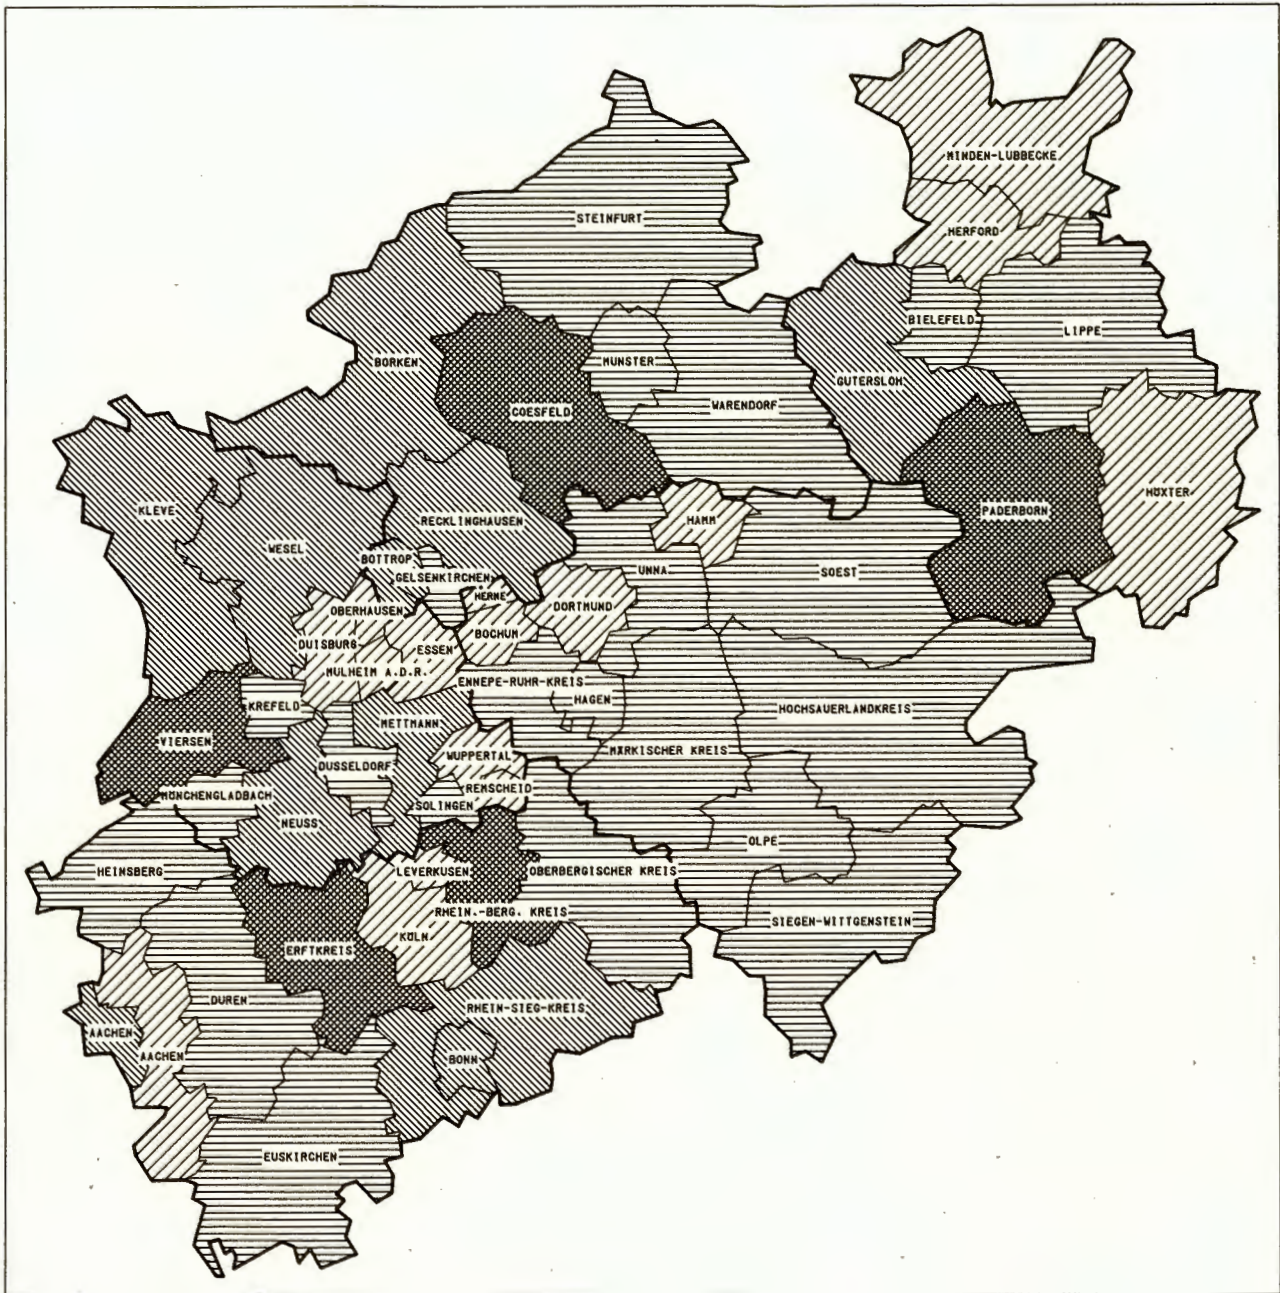 MINDEN-LUBBECKE
STEINFURT
HERFORD
BIELEFELD
LIPPE
BORKEN
MUNSTER
GUTERSLOH
WARENDORF
COESFELD
KLEVE
HOXTER
PADERBORN
RECKLINGHAUSEN
HAMM
WESEL
BOTTROP
UNNA
SOEST
GELSENKIRCHEN
HERNE
OBERHAUSEN
DORTMUND
BOCHUM
DUISBURG
ESSEN
MULHEIM A.D.R.
ENNEPE-RUHR-KREIS
HAGEN
KREFELD
HOCHSAUERLANDKREIS
METTMANN
VIERSEN
MÄRKISCHER KREIS
WUPPERTAL
DUSSELDORF
REMSCHEID
MÖNCHENGLADBACH
SOLINGEN
NEUSS
OLPE
HEINSBERG
LEVERKUSEN
OBERBERGISCHER KREIS
RHEIN.-BERG. KREIS
SIEGEN-WITTGENSTEIN
KÖLN
ERFTKREIS
DUREN
RHEIN-SIEG-KREIS
AACHEN
AACHEN
BONN
EUSKIRCHEN